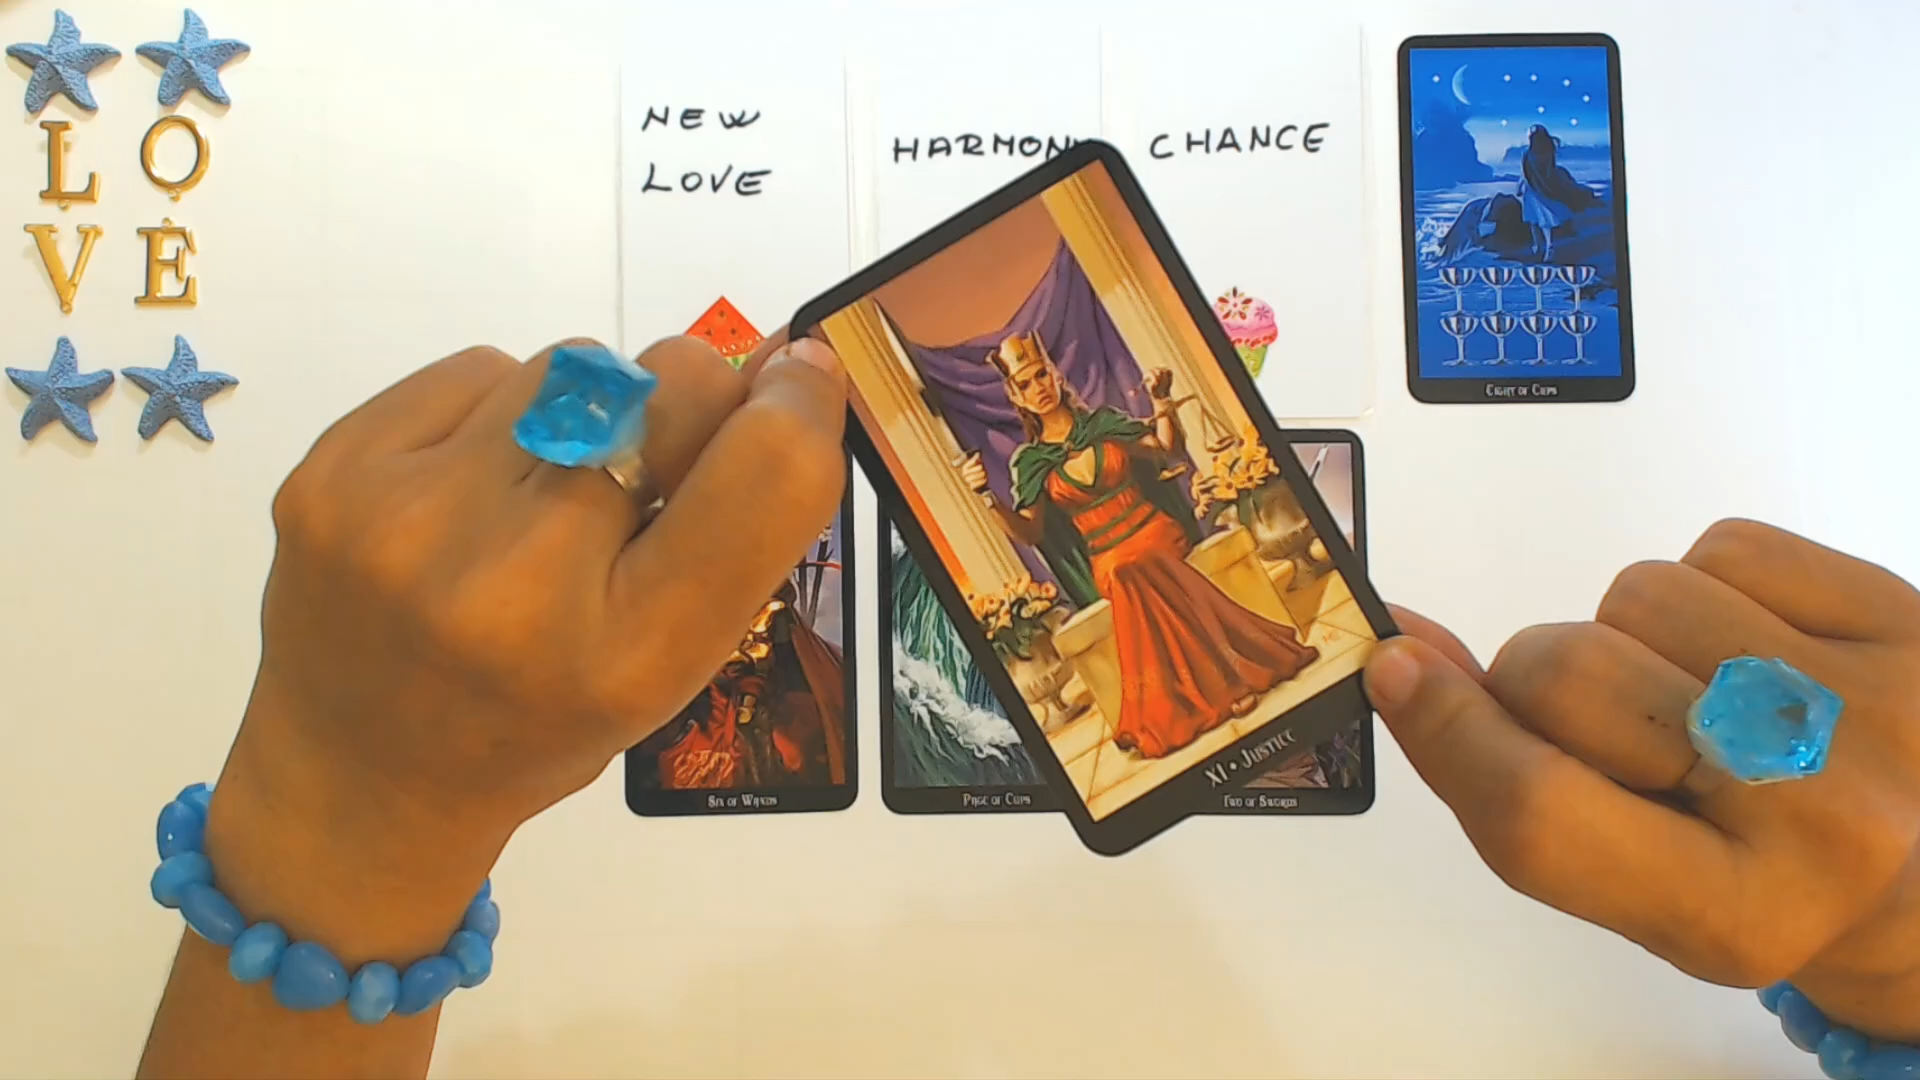 L O
V E
NEW
LOVE
HARMON
CHANCE
EIGHT OF CUPS
XI • JUSTICE
SIX OF WANDS
PAGE OF CUPS
TWO OF SWORDS